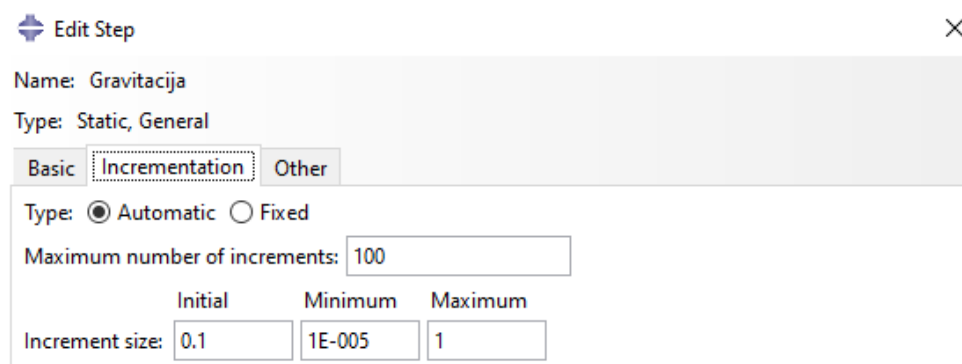 Edit Step
Name: Gravitacija
Type: Static, General
Basic Incrementation Other
Type: Automatic Fixed
Maximum number of increments: 100
Initial Minimum Maximum
Increment size: 0.1 1E-005 1